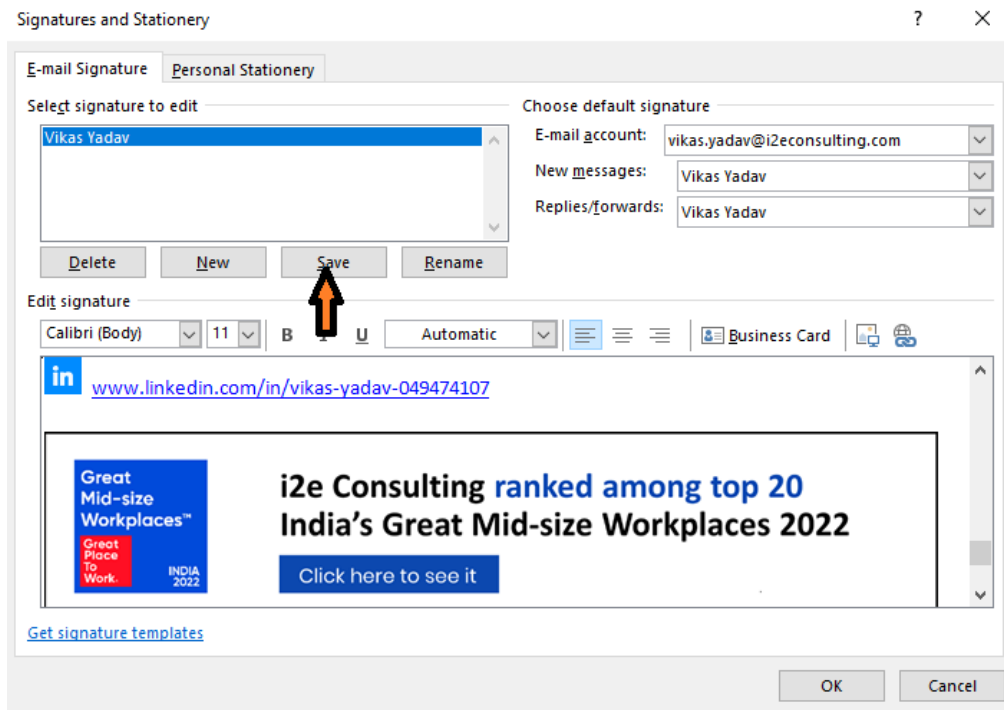 Signatures and Stationery
?
E-mail Signature
Personal Stationery
Select signature to edit
Vikas Yadav
Delete
New
Save
Rename
Choose default signature
E-mail account:
vikas.yadav@i2econsulting.com
New messages:
Vikas Yadav
Replies/forwards:
Vikas Yadav
Edit signature
Calibri (Body)
11
B
U
Automatic
Business Card
in
www.linkedin.com/in/vikas-yadav-049474107
Great
Mid-size
Workplaces™
Great
Place
To
Work.
INDIA
2022
i2e Consulting ranked among top 20
India's Great Mid-size Workplaces 2022
Click here to see it
Get signature templates
OK
Cancel